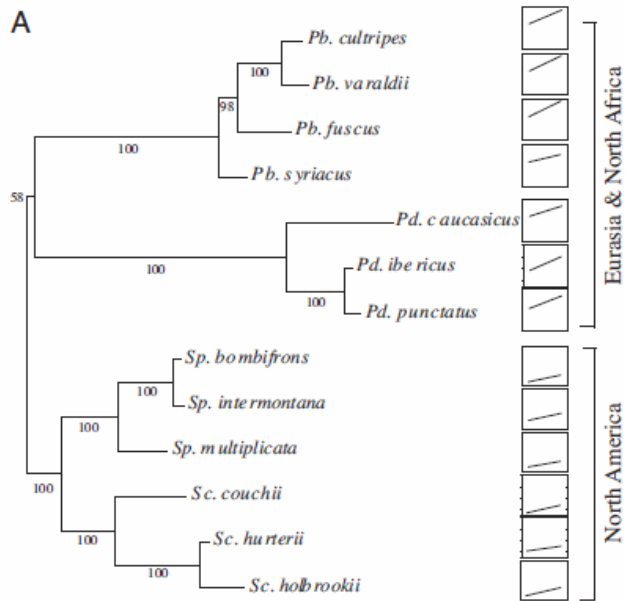 A
Pb. cultripes
100
Pb. varaldii
98
Pb. fuscus
100
Pb. syriacus
58
Pd. caucasicus
100
Pd. ibericus
100
Pd. punctatus
Eurasia & North Africa
Sp. bombifrons
100
Sp. intermontana
100
Sp. multiplicata
100
Sc. couchii
100
Sc. hurterii
100
Sc. holbrookii
North America